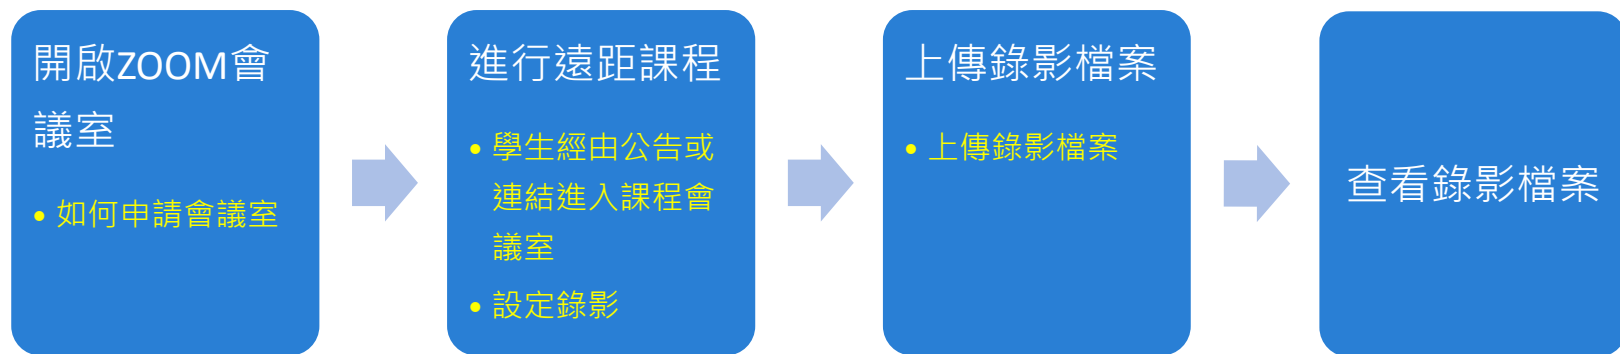 開啟ZOOM會
議室
• 如何申請會議室
進行遠距課程
• 學生經由公告或
連結進入課程會
議室
• 設定錄影
上傳錄影檔案
• 上傳錄影檔案
查看錄影檔案